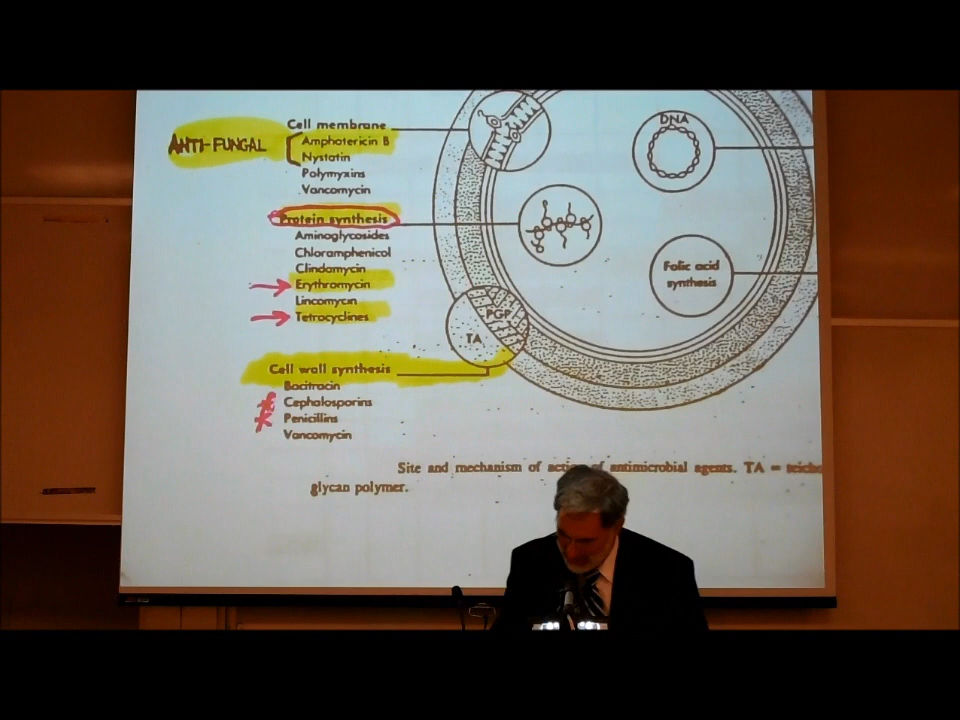 Cell membrane
ANTI-FUNGAL
Amphotericin B
Nystatin
Polymyxins
Vancomycin
Protein synthesis
Aminoglycosides
Chloramphenicol
Clindamycin
Erythromycin
Lincomycin
Tetracyclines
Cell wall synthesis
Bacitracin
Cephalosporins
Penicillins
Vancomycin
DNA
Folic acid
synthesis
PGP
TA
Site and mechanism of of antimicrobial agents. TA =
glycan polymer.